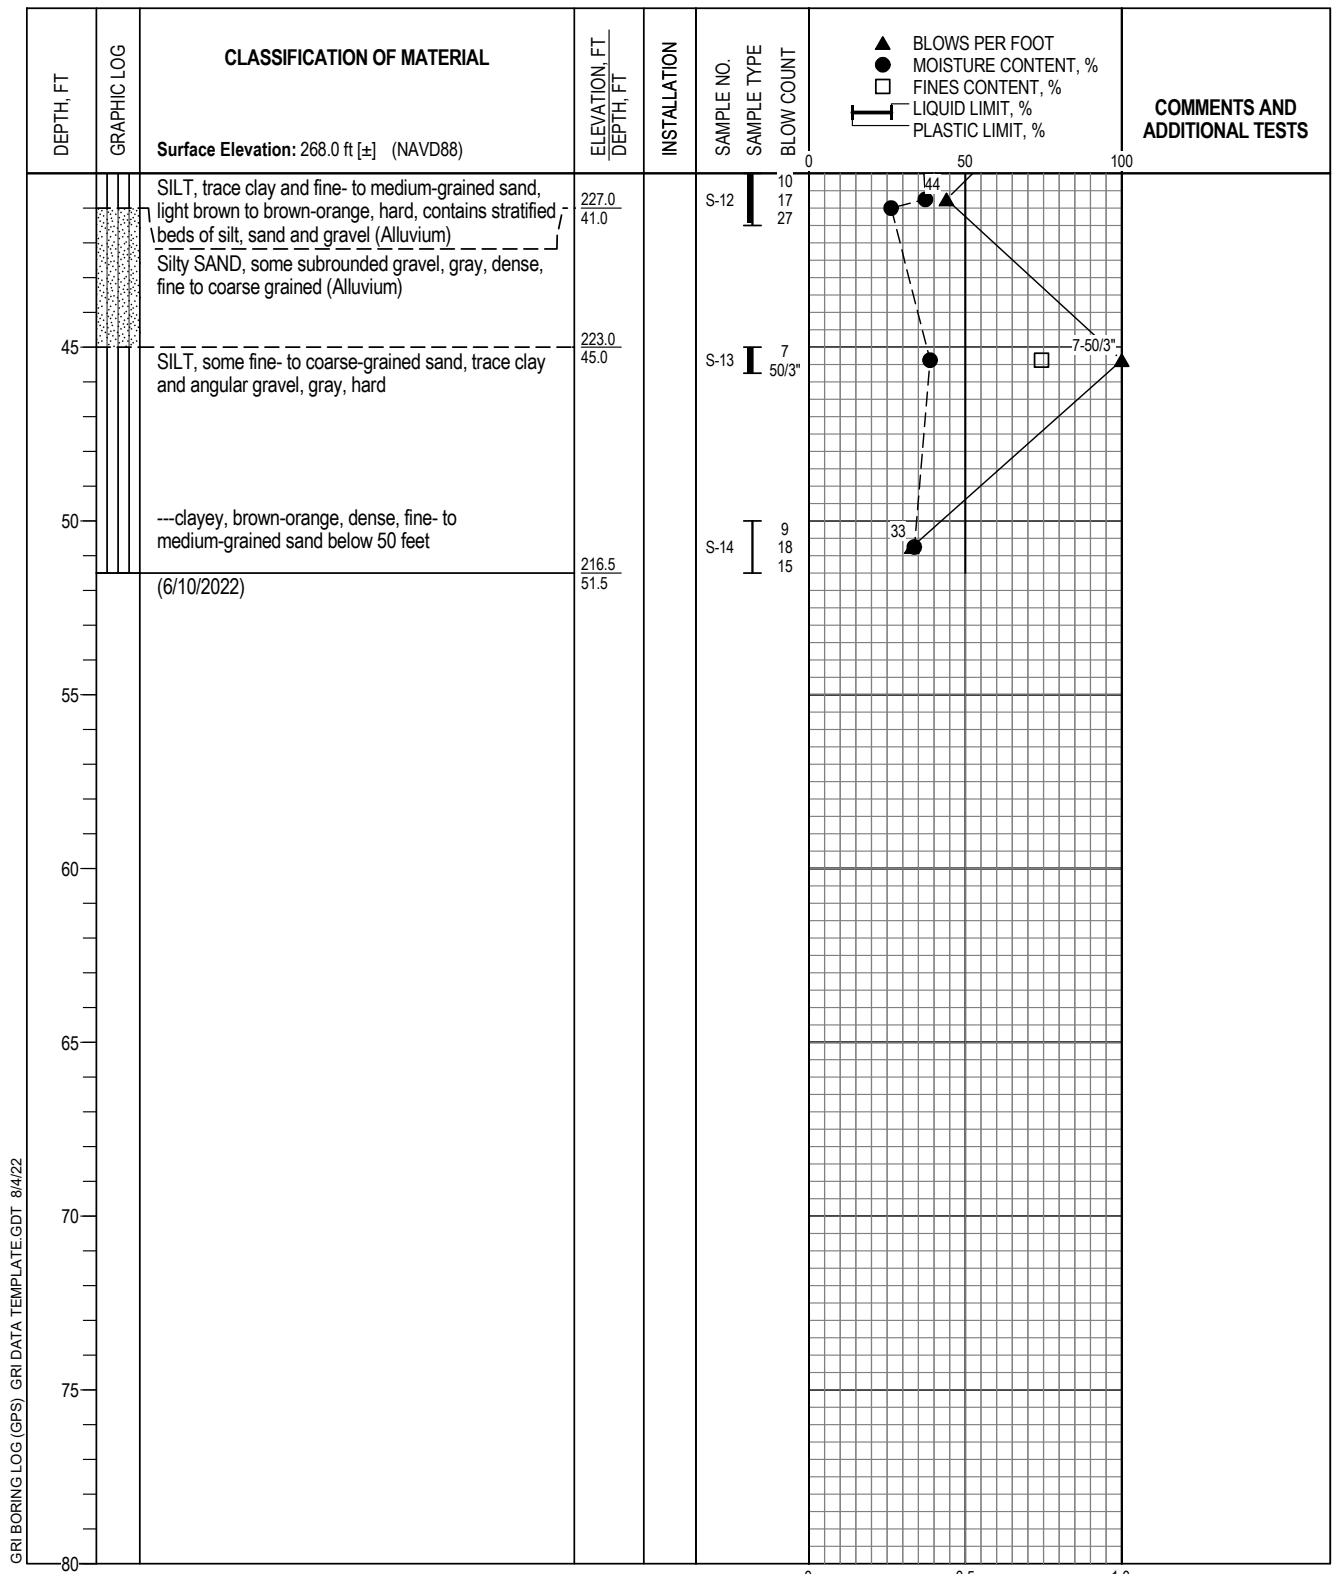 DEPTH, FT
GRAPHIC LOG
CLASSIFICATION OF MATERIAL
Surface Elevation: 268.0 ft [±] (NAVD88)
ELEVATION, FT
DEPTH, FT
INSTALLATION
SAMPLE NO.
SAMPLE TYPE
BLOW COUNT
BLOWS PER FOOT
MOISTURE CONTENT, %
FINES CONTENT, %
LIQUID LIMIT, %
PLASTIC LIMIT, %
0 50 100
COMMENTS AND
ADDITIONAL TESTS
SILT, trace clay and fine- to medium-grained sand,
light brown to brown-orange, hard, contains stratified
beds of silt, sand and gravel (Alluvium)
227.0
41.0
S-12
10
17
27
44
Silty SAND, some subrounded gravel, gray, dense,
fine to coarse grained (Alluvium)
45
SILT, some fine- to coarse-grained sand, trace clay
and angular gravel, gray, hard
223.0
45.0
S-13
7
50/3"
7-50/3"
50
---clayey, brown-orange, dense, fine- to
medium-grained sand below 50 feet
S-14
9
18
15
33
216.5
51.5
(6/10/2022)
55
60
65
70
75
80
GRI BORING LOG (GPS) GRI DATA TEMPLATE.GDT 8/4/22